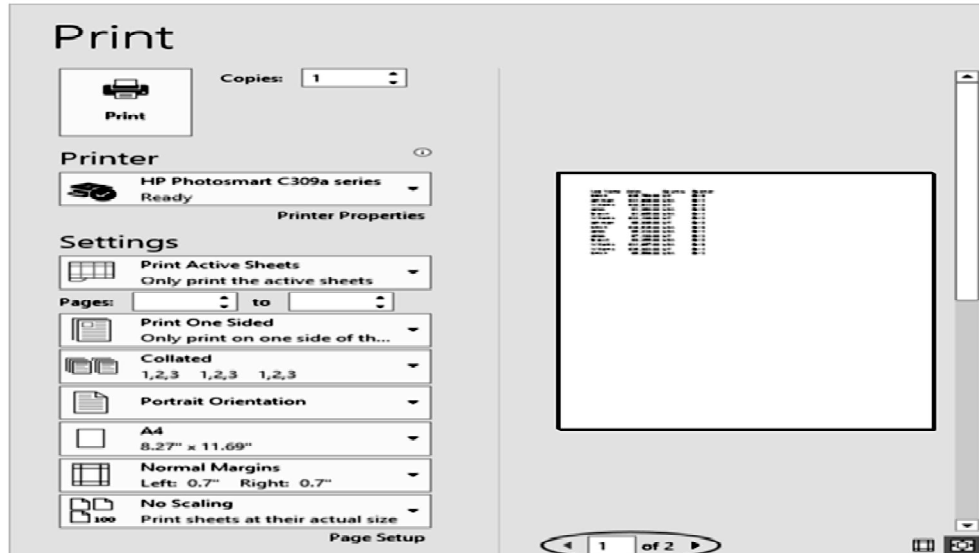 Print
Copies: 1
Print
Printer
HP Photosmart C309a series
Ready
Printer Properties
Settings
Print Active Sheets
Only print the active sheets
Pages: to
Print One Sided
Only print on one side of th...
Collated
1,2,3 1,2,3 1,2,3
Portrait Orientation
A4
8.27" x 11.69"
Normal Margins
Left: 0.7" Right: 0.7"
No Scaling
100
Print sheets at their actual size
Page Setup
1 of 2